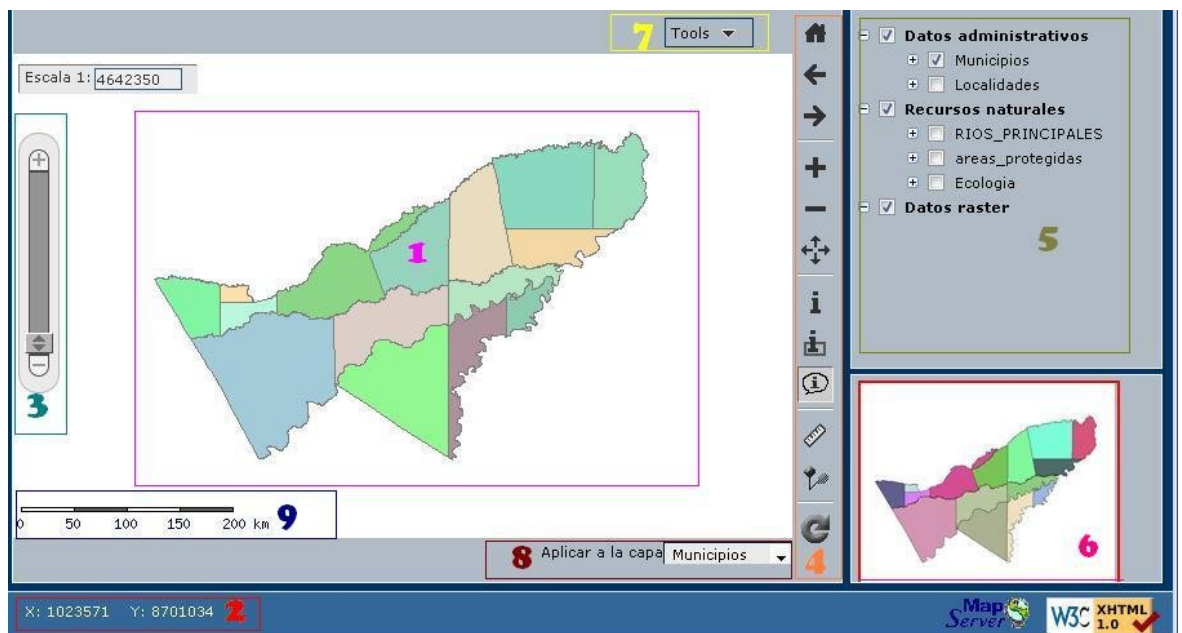 7 Tools
Escala 1: 4642350
Datos administrativos
Municipios
Localidades
Recursos naturales
RIOS_PRINCIPALES
areas_protegidas
Ecologia
Datos raster
1
3
5
6
0 50 100 150 200 km 9
8 Aplicar a la capa Municipios
4
X: 1023571 Y: 8701034 2
Map Server
W3C XHTML 1.0